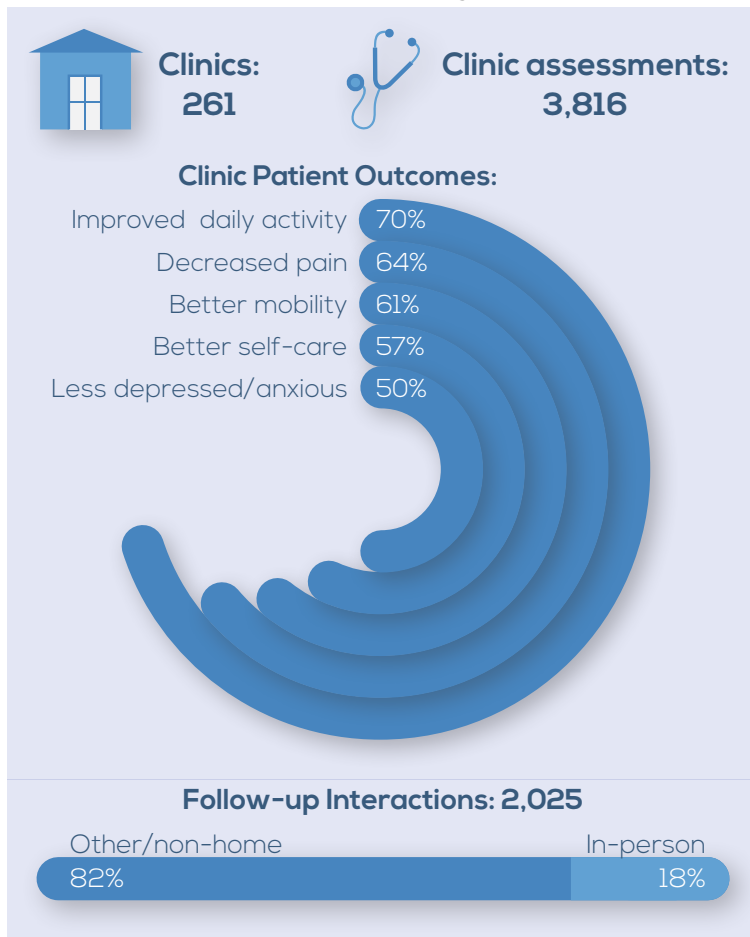 Clinics:
261
Clinic assessments:
3,816
Clinic Patient Outcomes:
Improved daily activity 70%
Decreased pain 64%
Better mobility 61%
Better self-care 57%
Less depressed/anxious 50%
Follow-up Interactions: 2,025
Other/non-home In-person
82% 18%